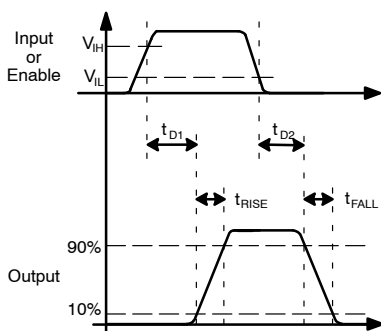 Input
or
Enable
VIH
VIL
tD1
tD2
tRISE
tFALL
90%
Output
10%